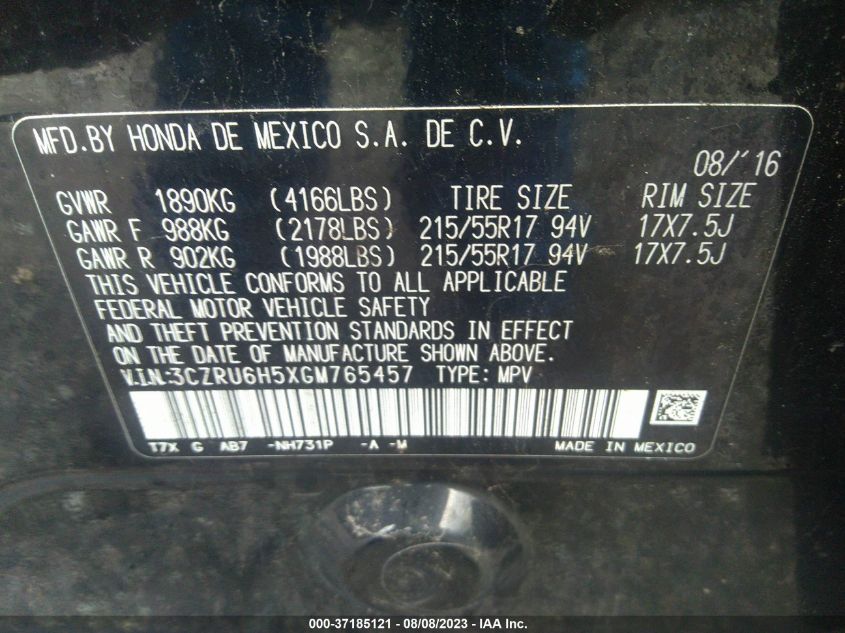 MFD.BY HONDA DE MEXICO S.A. DE C.V.
08/'16
GVWR 1890KG (4166LBS) TIRE SIZE RIM SIZE
GAWR F 988KG (2178LBS) 215/55R17 94V 17X7.5J
GAWR R 902KG (1988LBS) 215/55R17 94V 17X7.5J
THIS VEHICLE CONFORMS TO ALL APPLICABLE
FEDERAL MOTOR VEHICLE SAFETY
AND THEFT PREVENTION STANDARDS IN EFFECT
ON THE DATE OF MANUFACTURE SHOWN ABOVE.
V.I.N:3CZRU6H5XGM765457 TYPE: MPV
T7X G AB7 -NH731P -A -M MADE IN MEXICO
000-37185121 - 08/08/2023 - IAA Inc.